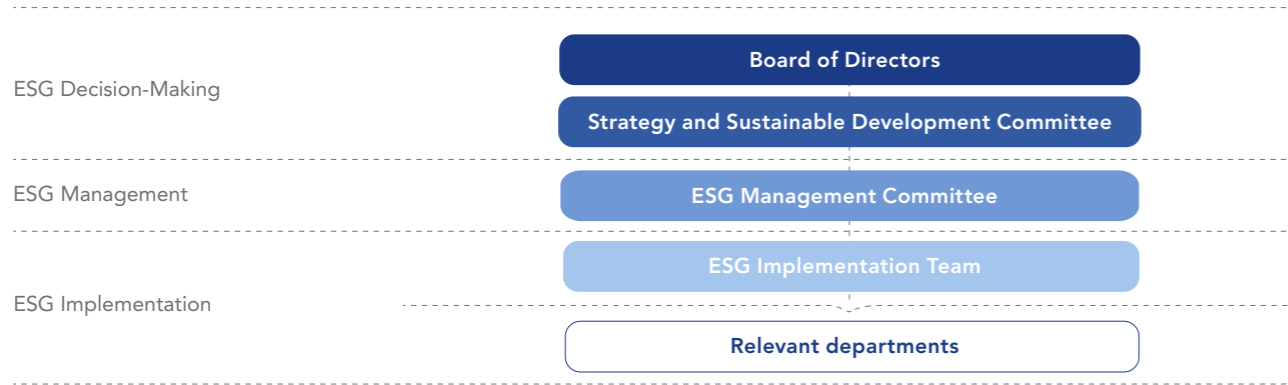 ESG Decision-Making
Board of Directors
Strategy and Sustainable Development Committee
ESG Management
ESG Management Committee
ESG Implementation
ESG Implementation Team
Relevant departments